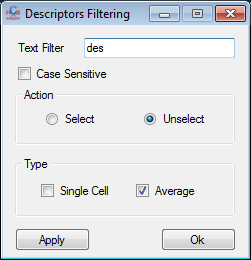 Descriptors Filtering
Text Filter des
Case Sensitive
Action
Select Unselect
Type
Single Cell Average
Apply Ok